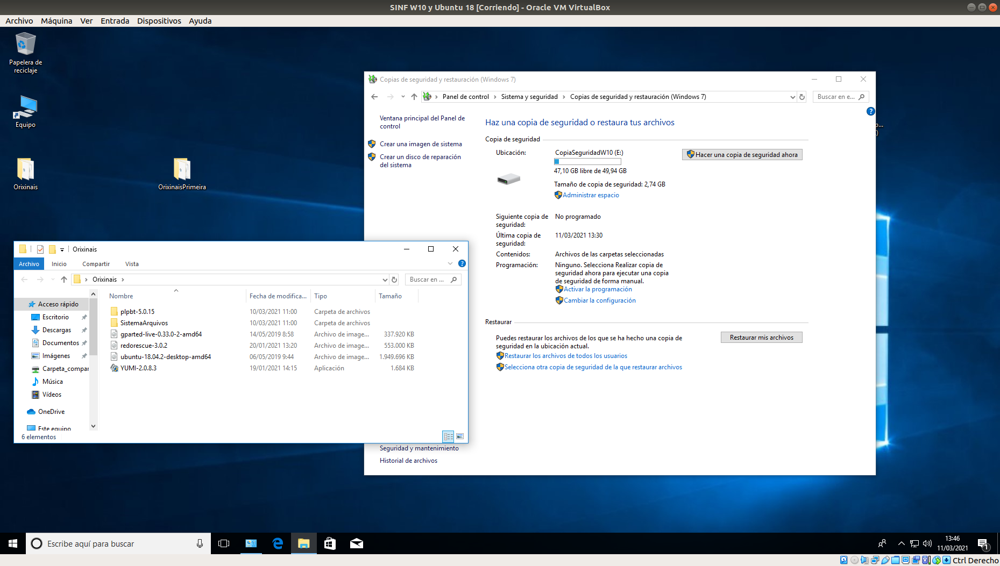 SINF W10 y Ubuntu 18 [Corriendo] - Oracle VM VirtualBox
Archivo Máquina Ver Entrada Dispositivos Ayuda
Papelera de
reciclaje
Equipo
Orixinais
OrixinaisPrimeira
Copias de seguridad y restauración (Windows 7)
Panel de control > Sistema y seguridad > Copias de seguridad y restauración (Windows 7)
Buscar en e...
Ventana principal del Panel de
control
Crear una imagen de sistema
Crear un disco de reparación
del sistema
Seguridad y mantenimiento
Historial de archivos
Haz una copia de seguridad o restaura tus archivos
Copia de seguridad
Ubicación:
CopiaSeguridadW10 (E:)
Hacer una copia de seguridad ahora
47,10 GB libre de 49,94 GB
Tamaño de copia de seguridad: 2,74 GB
Administrar espacio
Siguiente copia de
seguridad:
No programado
Última copia de
seguridad:
11/03/2021 13:30
Contenidos:
Archivos de las carpetas seleccionadas
Programación:
Ninguno. Selecciona Realizar copia de
seguridad ahora para ejecutar una copia
de seguridad de forma manual.
Activar la programación
Cambiar la configuración
Restaurar
Puedes restaurar los archivos de los que se ha hecho una copia de
seguridad en la ubicación actual.
Restaurar mis archivos
Restaurar los archivos de todos los usuarios
Selecciona otra copia de seguridad de la que restaurar archivos
Orixinais
Archivo Inicio Compartir Vista
Orixinais >
Buscar en ...
Nombre Fecha de modifica... Tipo Tamaño
plpbt-5.0.15 10/03/2021 11:00 Carpeta de archivos
SistemaArquivos 10/03/2021 11:00 Carpeta de archivos
gparted-live-0.33.0-2-amd64 14/05/2019 8:58 Archivo de image... 337.920 KB
redorescue-3.0.2 20/01/2021 13:20 Archivo de image... 553.000 KB
ubuntu-18.04.2-desktop-amd64 06/05/2019 9:44 Archivo de image... 1.949.696 KB
YUMI-2.0.8.3 19/01/2021 14:15 Aplicación 1.684 KB
Acceso rápido
Escritorio
Descargas
Documentos
Imágenes
Carpeta_compar
Música
Vídeos
OneDrive
Este equipo
6 elementos
Escribe aquí para buscar
13:46
11/03/2021
1
Ctrl Derecho